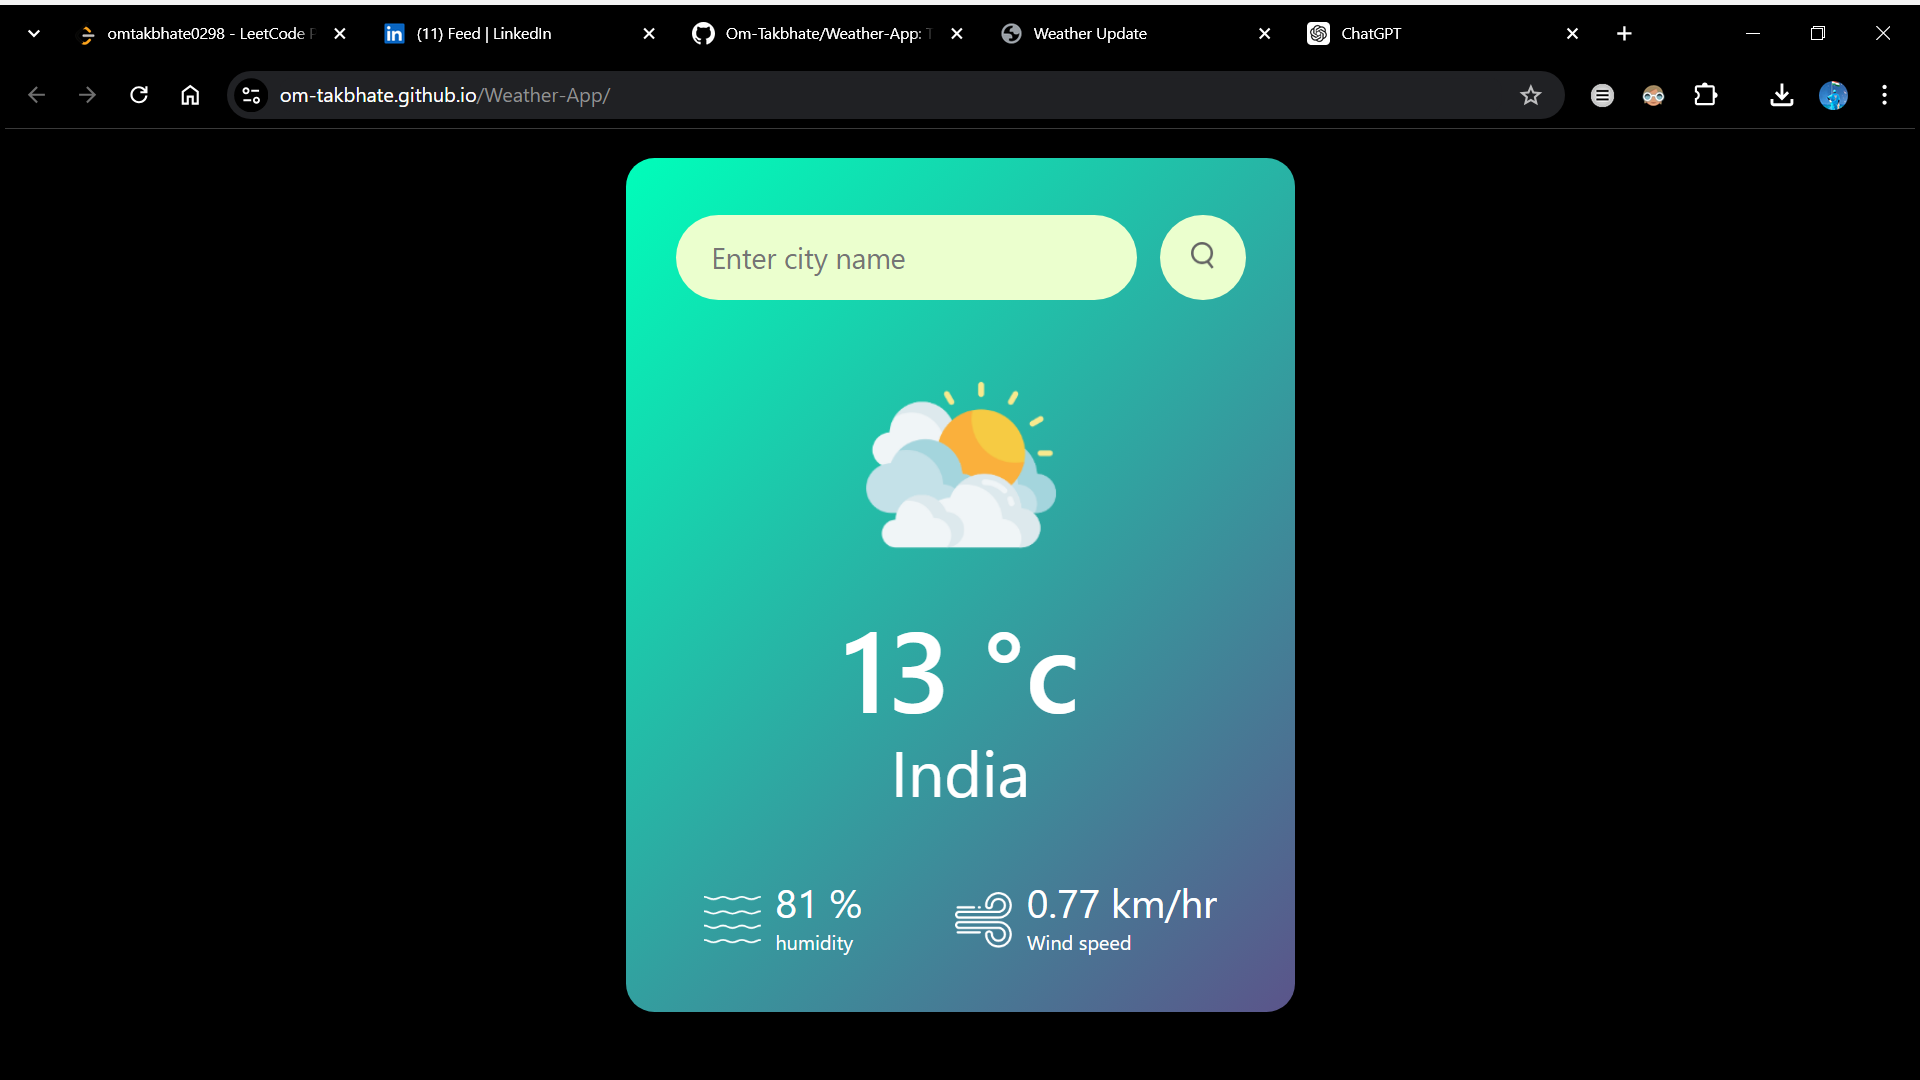 omtakbhate0298 - LeetCode
(11) Feed | LinkedIn
Om-Takbhate/Weather-App:
Weather Update
ChatGPT
om-takbhate.github.io/Weather-App/
Enter city name
13 °c
India
81 %
humidity
0.77 km/hr
Wind speed